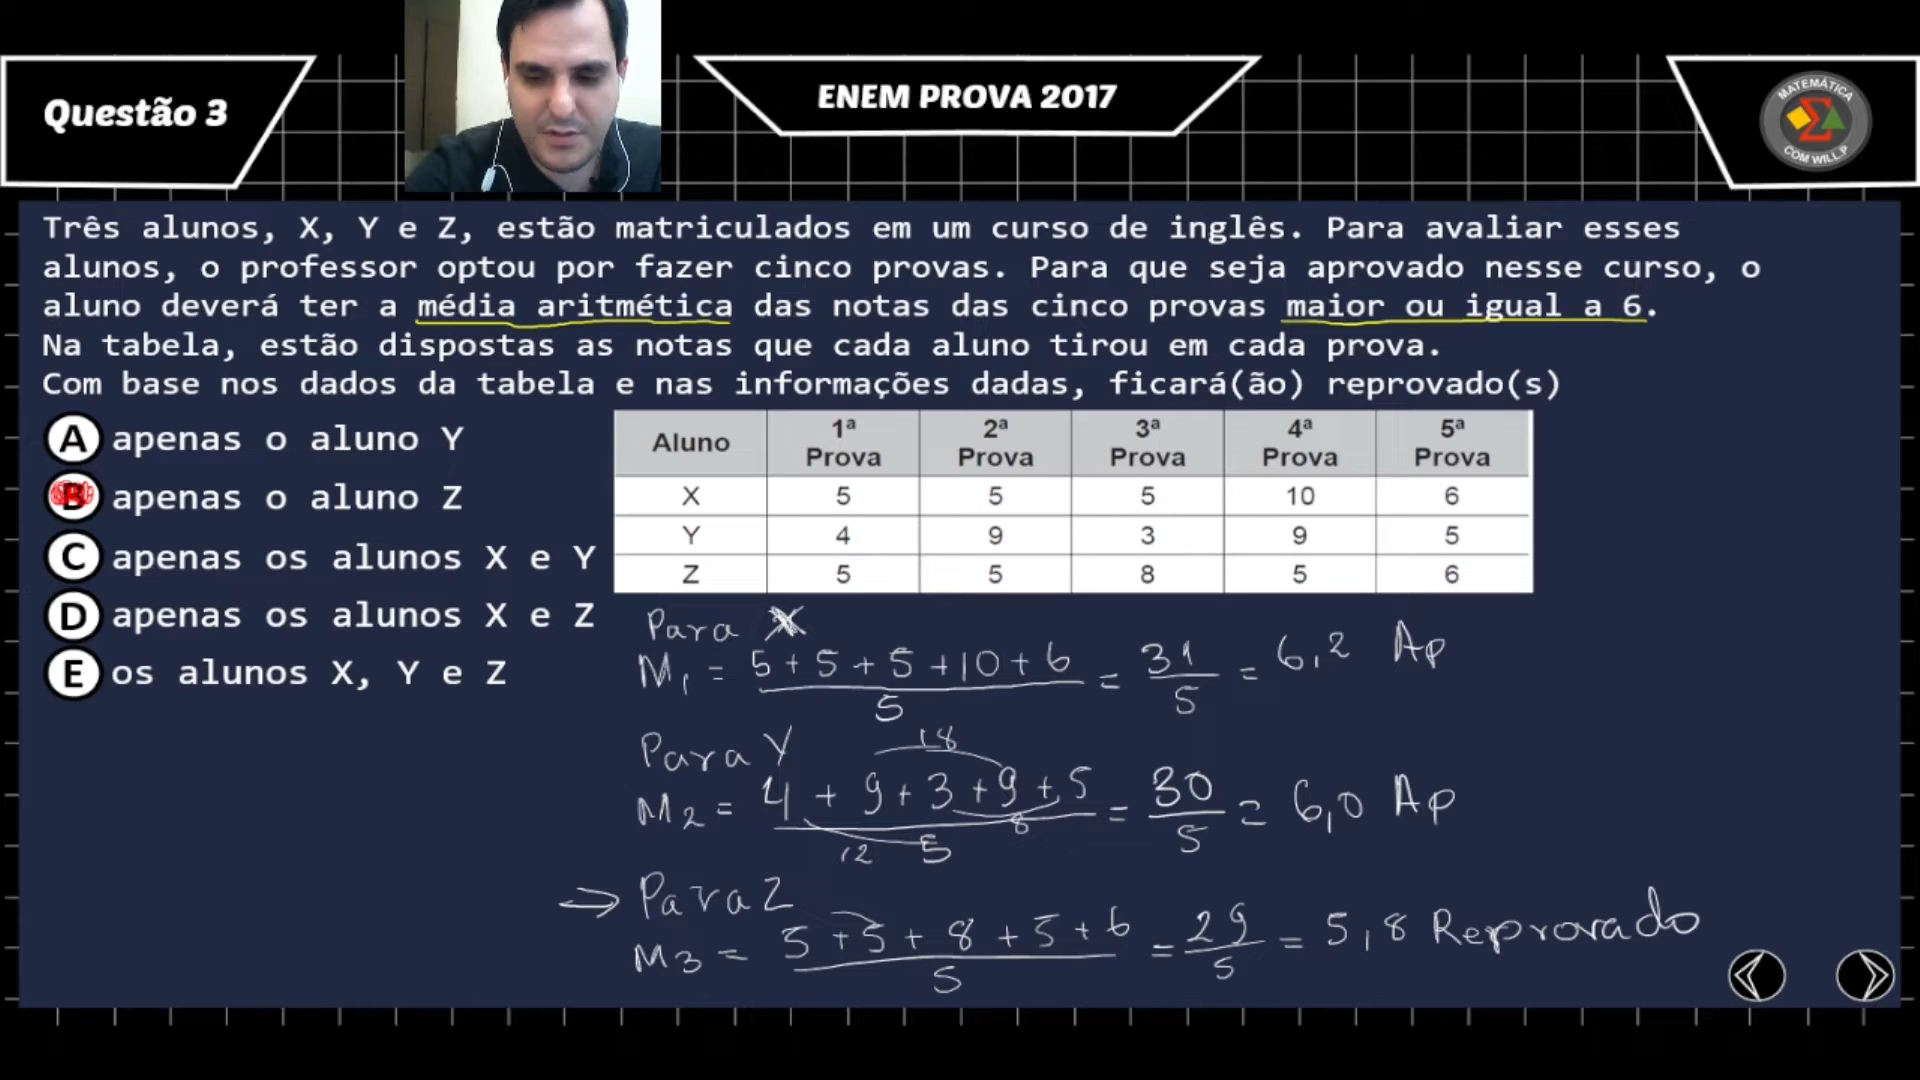 Questão 3
ENEM PROVA 2017
MATEMÁTICA
COM WILL.P
Três alunos, X, Y e Z, estão matriculados em um curso de inglês. Para avaliar esses
alunos, o professor optou por fazer cinco provas. Para que seja aprovado nesse curso, o
aluno deverá ter a média aritmética das notas das cinco provas maior ou igual a 6.
Na tabela, estão dispostas as notas que cada aluno tirou em cada prova.
Com base nos dados da tabela e nas informações dadas, ficará(ão) reprovado(s)
A apenas o aluno Y
B apenas o aluno Z
C apenas os alunos X e Y
D apenas os alunos X e Z
E os alunos X, Y e Z
Aluno 1ª Prova 2ª Prova 3ª Prova 4ª Prova 5ª Prova
X 5 5 5 10 6
Y 4 9 3 9 5
Z 5 5 8 5 6
Para X
M1 = 5+5+5+10+6 = 31 = 6,2 Ap
5 5
Para Y
18
M2 = 4+9+3+9+5 = 30 = 6,0 Ap
8
12 5 5
→ Para Z
M3 = 5+5+8+5+6 = 29 = 5,8 Reprovado
5 5